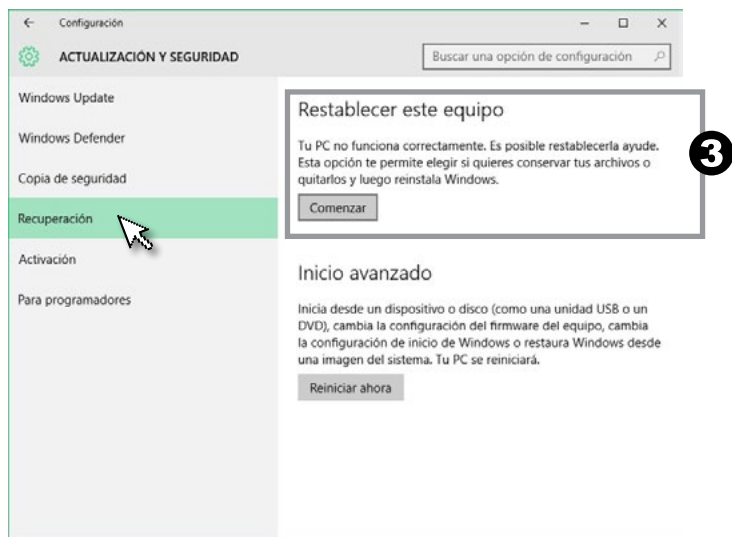 Configuración
ACTUALIZACIÓN Y SEGURIDAD
Buscar una opción de configuración
Windows Update
Windows Defender
Copia de seguridad
Recuperación
Activación
Para programadores
Restablecer este equipo
Tu PC no funciona correctamente. Es posible restablecerla ayude.
Esta opción te permite elegir si quieres conservar tus archivos o
quitarlos y luego reinstala Windows.
Comenzar
3
Inicio avanzado
Inicia desde un dispositivo o disco (como una unidad USB o un
DVD), cambia la configuración del firmware del equipo, cambia
la configuración de inicio de Windows o restaura Windows desde
una imagen del sistema. Tu PC se reiniciará.
Reiniciar ahora